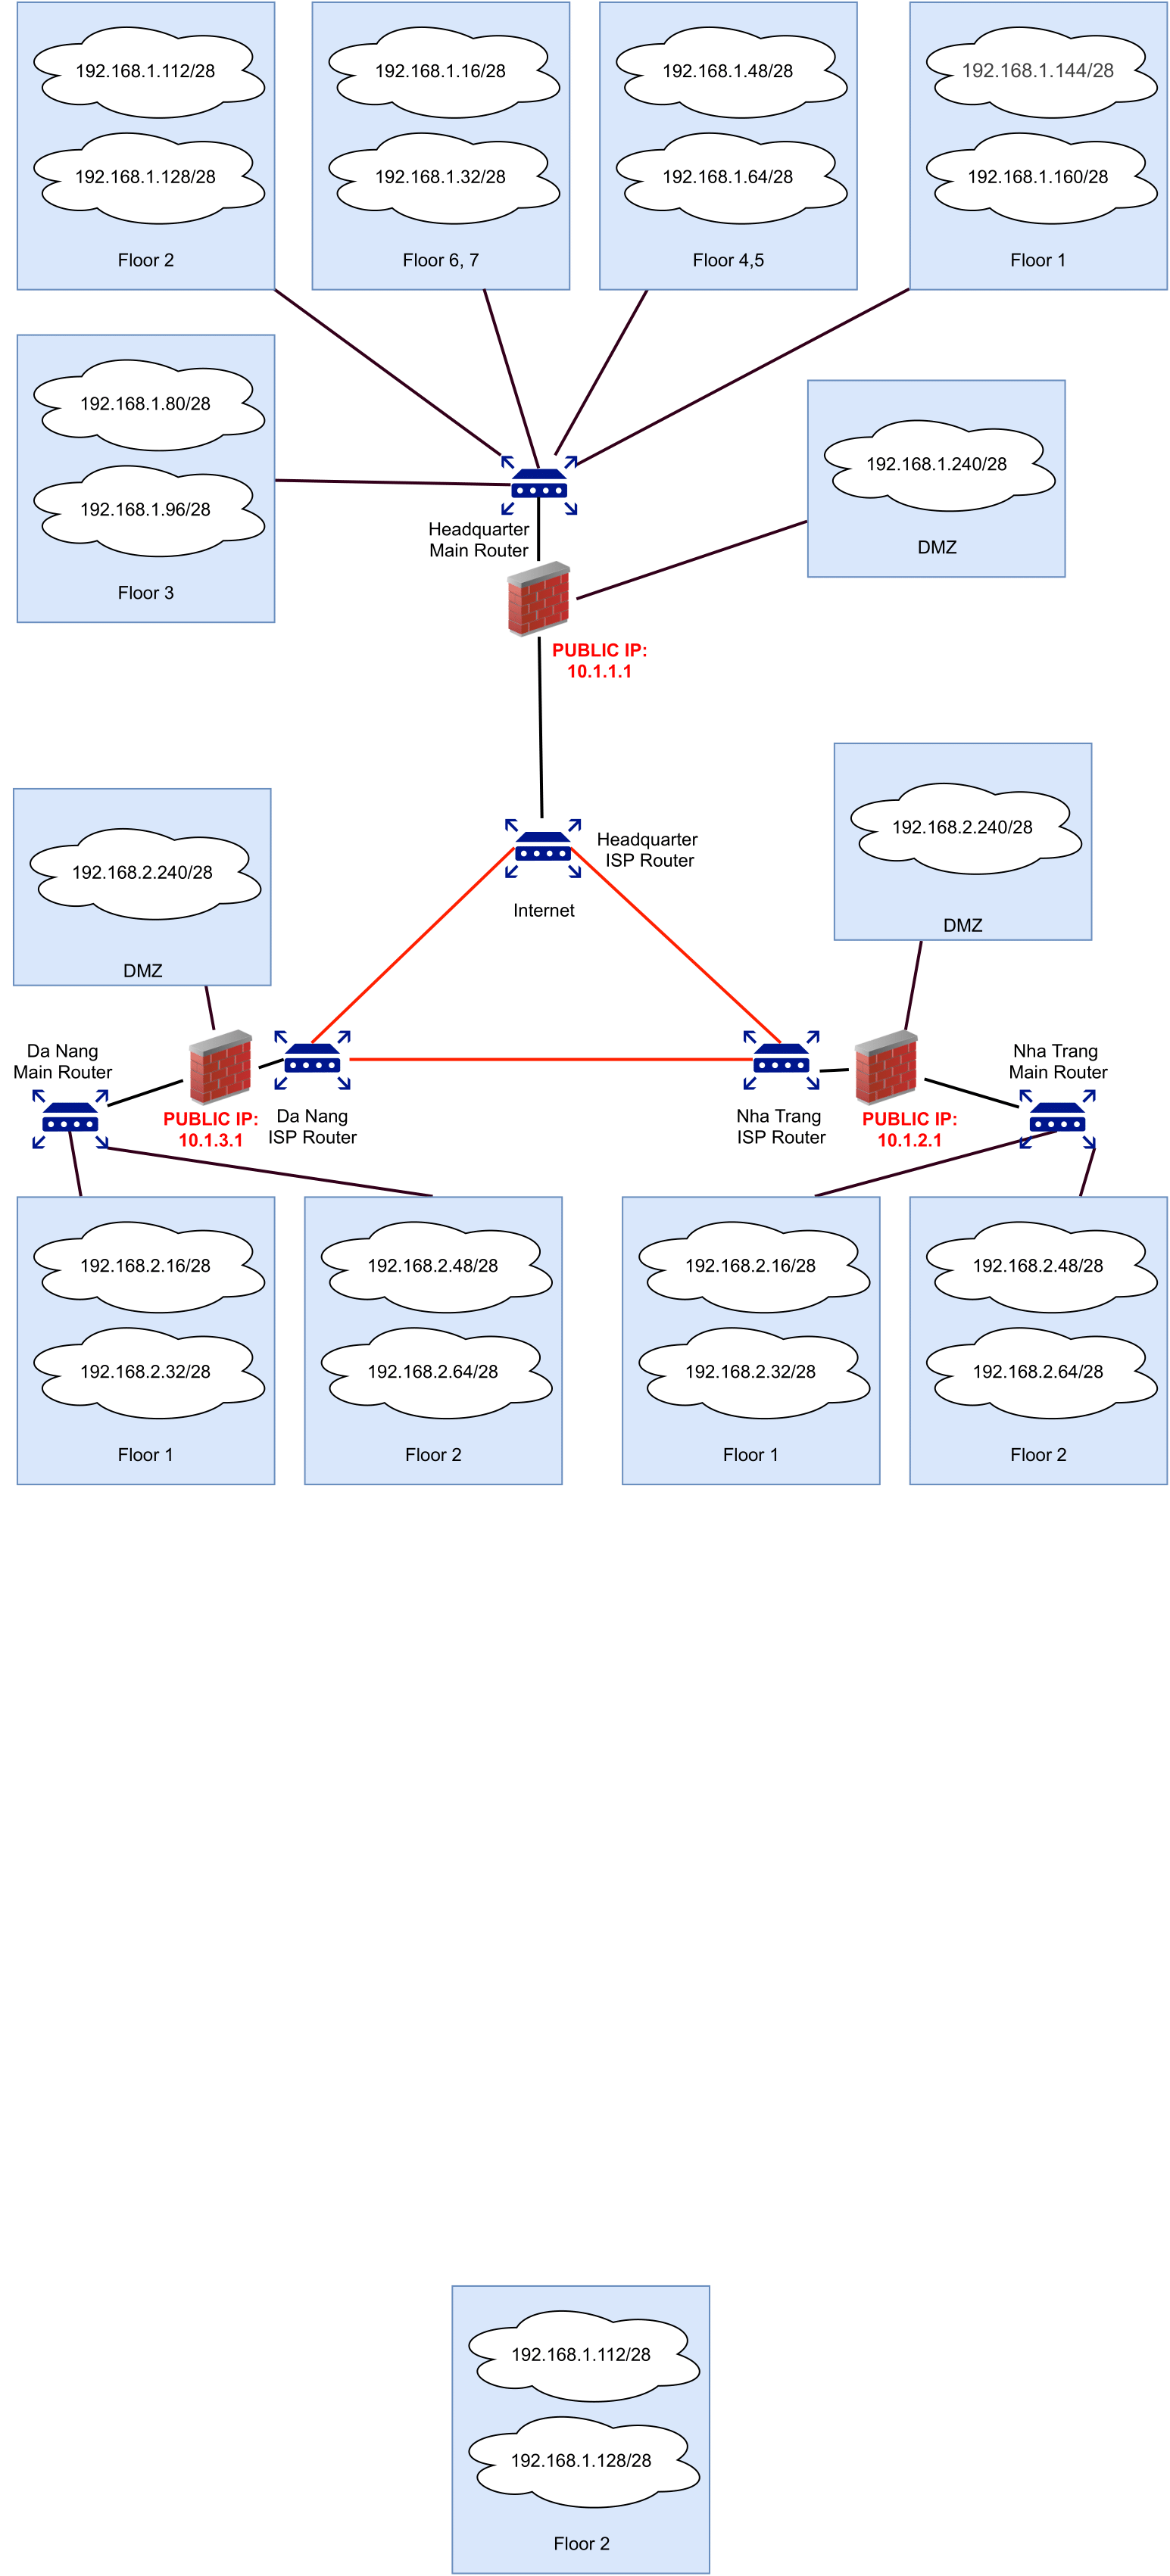 192.168.1.112/28
192.168.1.128/28
Floor 2
192.168.1.16/28
192.168.1.32/28
Floor 6, 7
192.168.1.48/28
192.168.1.64/28
Floor 4,5
192.168.1.144/28
192.168.1.160/28
Floor 1
192.168.1.80/28
192.168.1.96/28
Floor 3
192.168.1.240/28
DMZ
Headquarter
Main Router
PUBLIC IP:
10.1.1.1
192.168.2.240/28
DMZ
Headquarter
ISP Router
Internet
192.168.2.240/28
DMZ
Da Nang
Main Router
PUBLIC IP:
10.1.3.1
Da Nang
ISP Router
Nha Trang
ISP Router
PUBLIC IP:
10.1.2.1
Nha Trang
Main Router
192.168.2.16/28
192.168.2.32/28
Floor 1
192.168.2.48/28
192.168.2.64/28
Floor 2
192.168.2.16/28
192.168.2.32/28
Floor 1
192.168.2.48/28
192.168.2.64/28
Floor 2
192.168.1.112/28
192.168.1.128/28
Floor 2